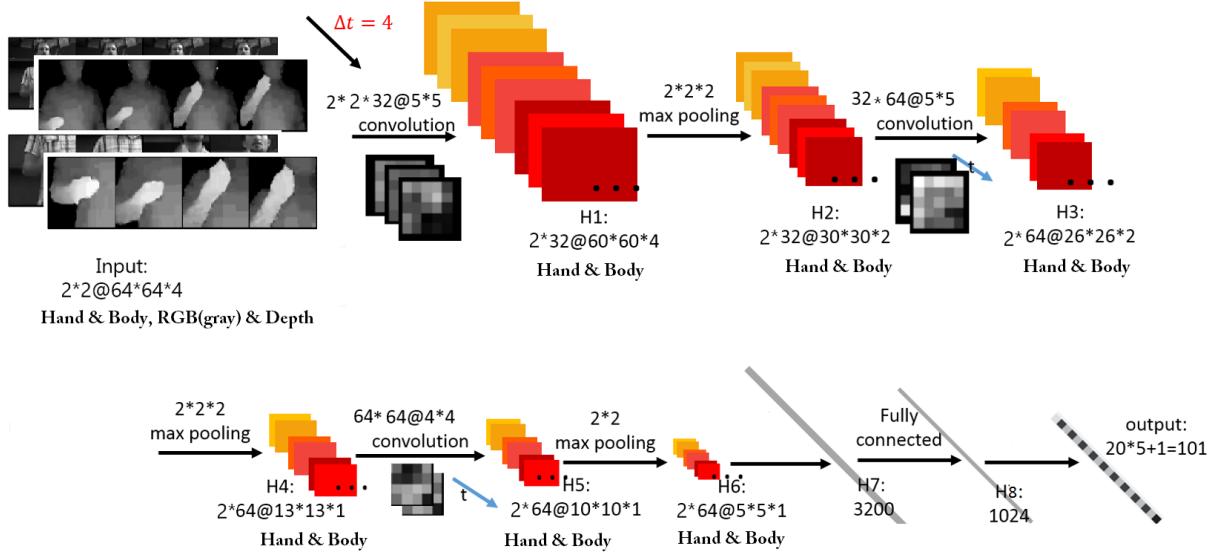 Δt = 4
2*2*32@5*5
convolution
2*2*2
max pooling
32*64@5*5
convolution
t
H1:
2*32@60*60*4
Hand & Body
H2:
2*32@30*30*2
Hand & Body
H3:
2*64@26*26*2
Hand & Body
Input:
2*2@64*64*4
Hand & Body, RGB(gray) & Depth
2*2*2
max pooling
64*64@4*4
convolution
t
2*2
max pooling
Fully
connected
output:
20*5+1=101
H4:
2*64@13*13*1
Hand & Body
H5:
2*64@10*10*1
Hand & Body
H6:
2*64@5*5*1
Hand & Body
H7:
3200
H8:
1024